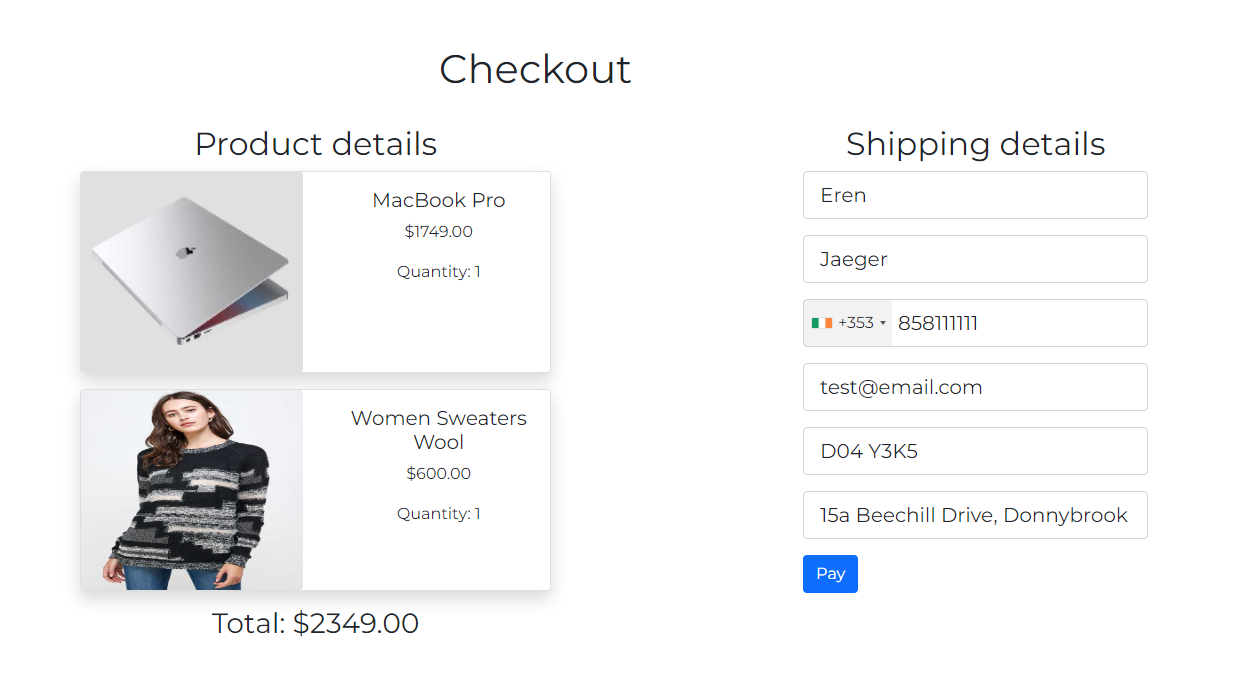 Checkout
Product details
MacBook Pro
$1749.00
Quantity: 1
Women Sweaters
Wool
$600.00
Quantity: 1
Total: $2349.00
Shipping details
Eren
Jaeger
+353 858111111
test@email.com
D04 Y3K5
15a Beechill Drive, Donnybrook
Pay